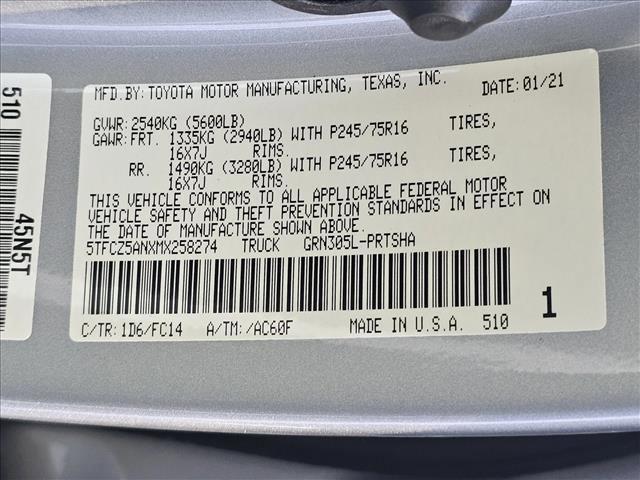 MFD.BY:TOYOTA MOTOR MANUFACTURING, TEXAS, INC. DATE:01/21
GVWR:2540KG (5600LB)
GAWR:FRT. 1335KG (2940LB) WITH P245/75R16 TIRES,
16X7J RIMS.
RR. 1490KG (3280LB) WITH P245/75R16 TIRES,
16X7J RIMS.
THIS VEHICLE CONFORMS TO ALL APPLICABLE FEDERAL MOTOR
VEHICLE SAFETY AND THEFT PREVENTION STANDARDS IN EFFECT ON
THE DATE OF MANUFACTURE SHOWN ABOVE.
5TFCZ5ANXMX258274 TRUCK GRN305L-PRTSHA
C/TR:1D6/FC14 A/TM:/AC60F MADE IN U.S.A. 510 1
510
45N5T